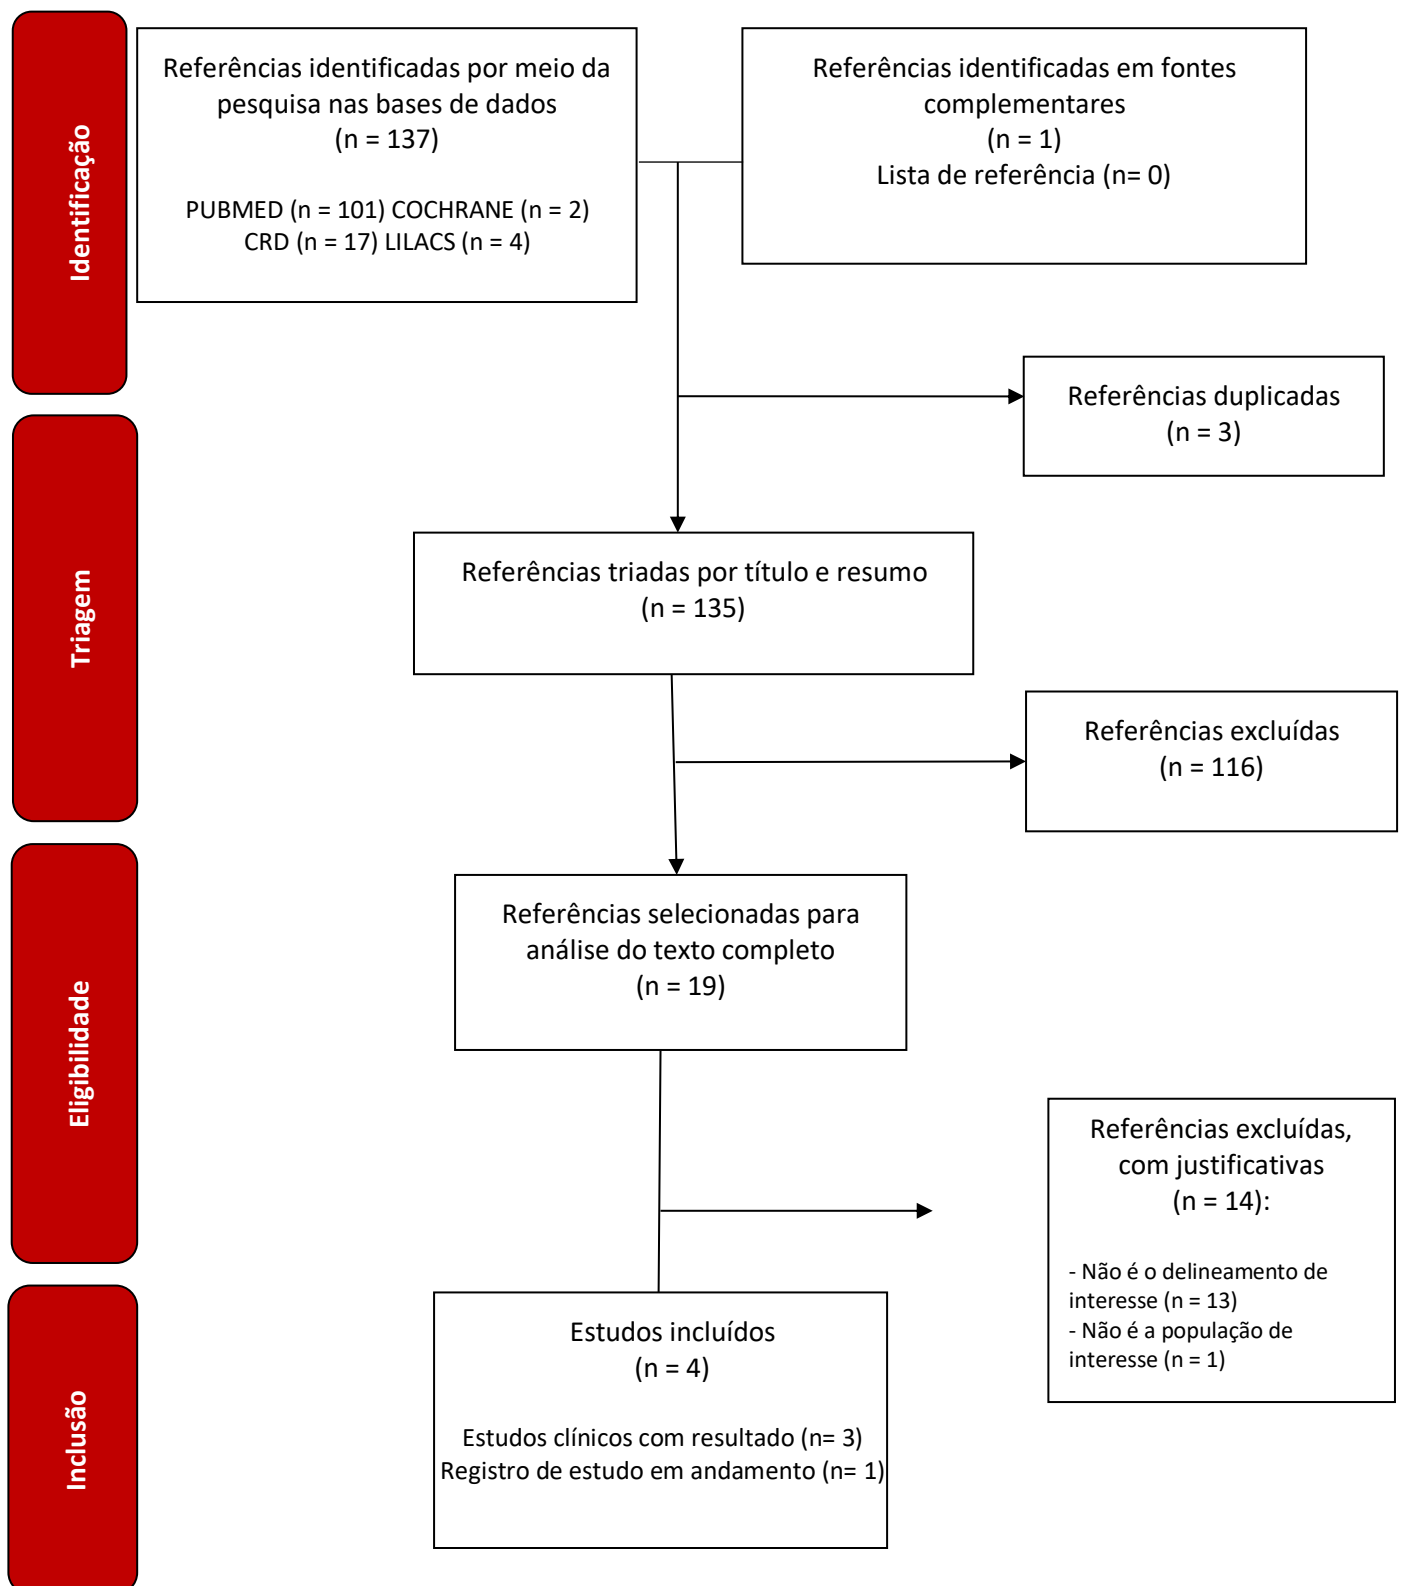 Identificação
Referências identificadas por meio da
pesquisa nas bases de dados
(n = 137)
PUBMED (n = 101) COCHRANE (n = 2)
CRD (n = 17) LILACS (n = 4)
Referências identificadas em fontes
complementares
(n = 1)
Lista de referência (n= 0)
Referências duplicadas
(n = 3)
Triagem
Referências triadas por título e resumo
(n = 135)
Referências excluídas
(n = 116)
Eligibilidade
Referências selecionadas para
análise do texto completo
(n = 19)
Referências excluídas,
com justificativas
(n = 14):
- Não é o delineamento de
interesse (n = 13)
- Não é a população de
interesse (n = 1)
Inclusão
Estudos incluídos
(n = 4)
Estudos clínicos com resultado (n= 3)
Registro de estudo em andamento (n= 1)